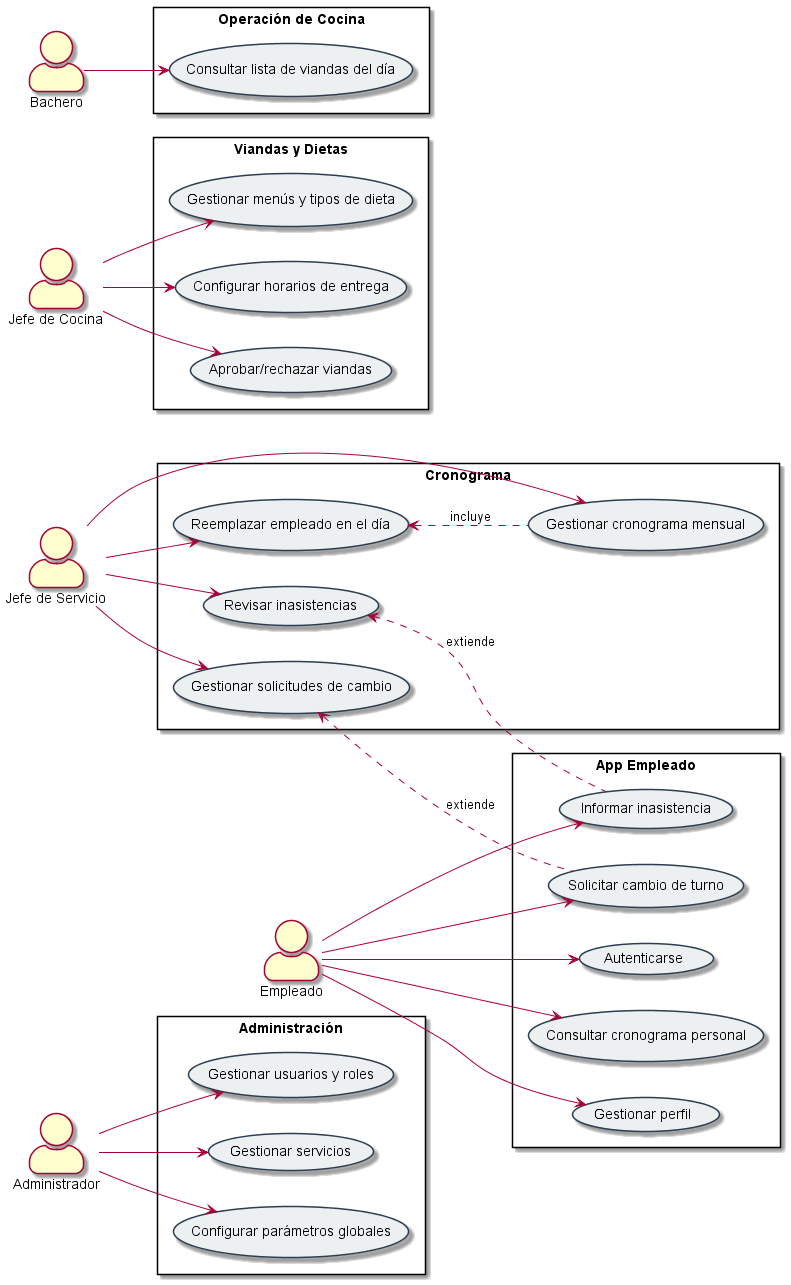 Operación de Cocina
Consultar lista de viandas del día
Bachero
Viandas y Dietas
Gestionar menús y tipos de dieta
Configurar horarios de entrega
Aprobar/rechazar viandas
Jefe de Cocina
Cronograma
Reemplazar empleado en el día
incluye
Gestionar cronograma mensual
Revisar inasistencias
extiende
Gestionar solicitudes de cambio
Jefe de Servicio
App Empleado
Informar inasistencia
extiende
Solicitar cambio de turno
Autenticarse
Consultar cronograma personal
Gestionar perfil
Empleado
Administración
Gestionar usuarios y roles
Gestionar servicios
Configurar parámetros globales
Administrador